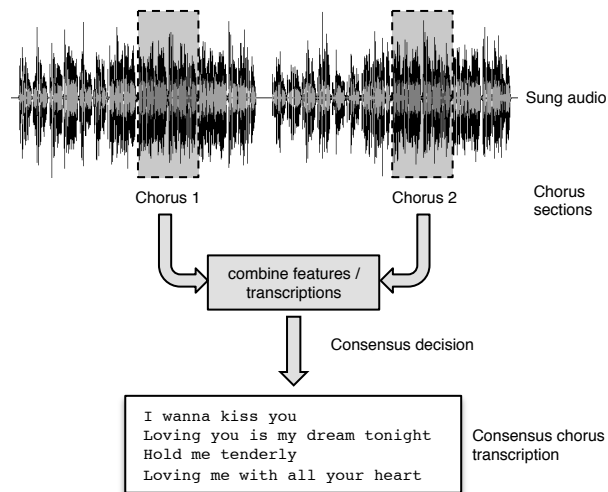 Sung audio
Chorus 1
Chorus 2
Chorus
sections
combine features /
transcriptions
Consensus decision
I wanna kiss you
Loving you is my dream tonight
Hold me tenderly
Loving me with all your heart
Consensus chorus
transcription